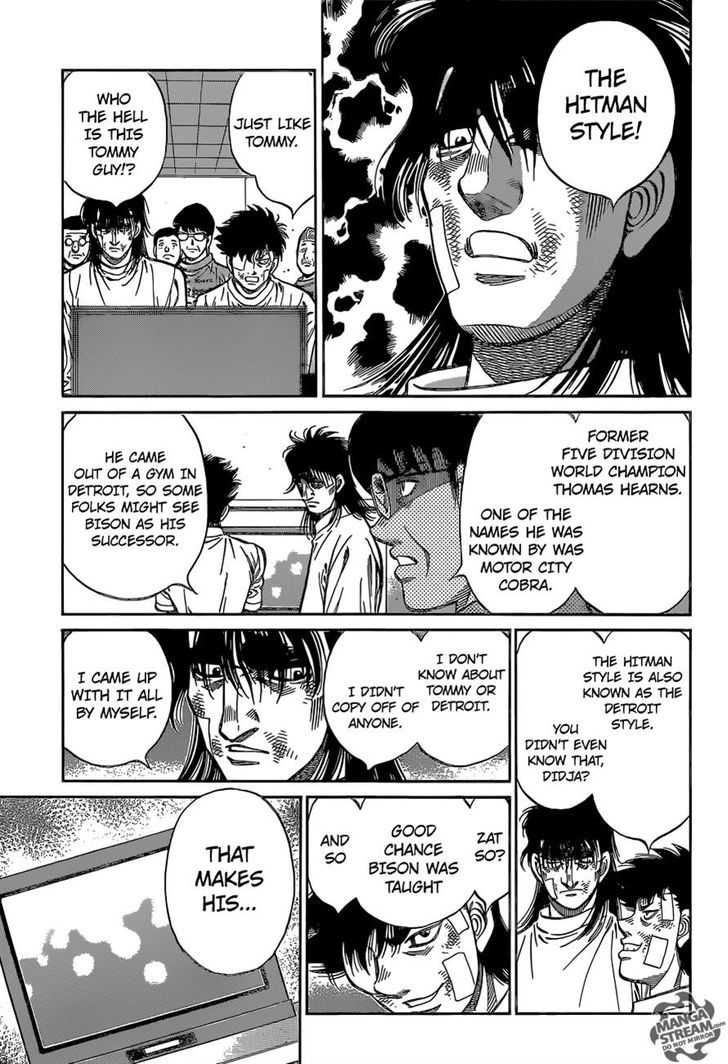 THE
HITMAN
STYLE!
JUST LIKE
TOMMY.
WHO
THE HELL
IS THIS
TOMMY
GUY!?
FORMER
FIVE DIVISION
WORLD CHAMPION
THOMAS HEARNS.
ONE OF THE
NAMES HE WAS
KNOWN BY WAS
MOTOR CITY
COBRA.
HE CAME
OUT OF A GYM IN
DETROIT, SO SOME
FOLKS MIGHT SEE
BISON AS HIS
SUCCESSOR.
THE HITMAN
STYLE IS ALSO
KNOWN AS THE
DETROIT
STYLE.
YOU
DIDN'T EVEN
KNOW THAT,
DIDJA?
I DON'T
KNOW ABOUT
TOMMY OR
DETROIT.
I DIDN'T
COPY OFF OF
ANYONE.
I CAME UP
WITH IT ALL
BY MYSELF.
ZAT
SO?
GOOD
CHANCE
BISON WAS
TAUGHT
AND
SO
THAT
MAKES
HIS...
MANGA
STREAM.COM
DO NOT MIRROR!